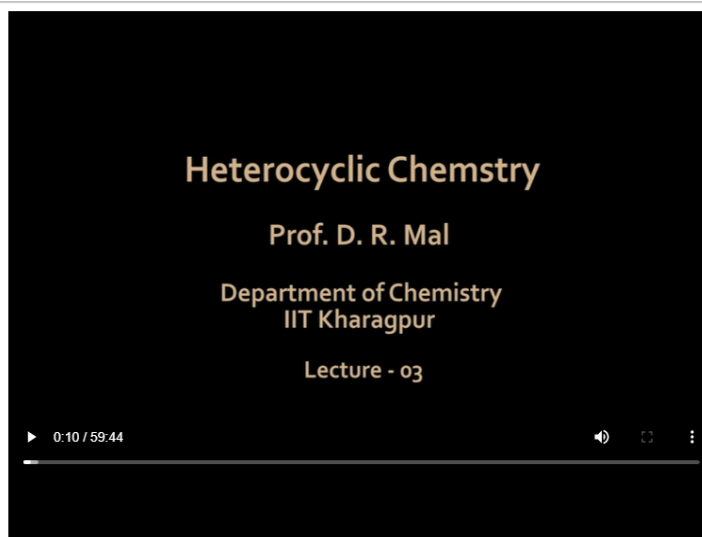 Heterocyclic Chemstry
Prof. D. R. Mal
Department of Chemistry
IIT Kharagpur
Lecture - 03
0:10 / 59:44